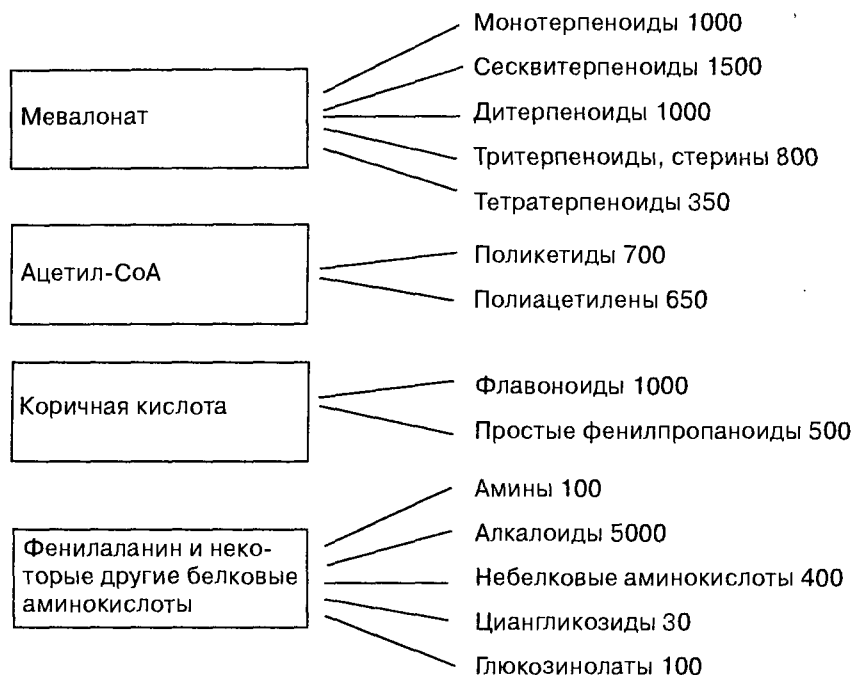 Мевалонат
Монотерпеноиды 1000
Сесквитерпеноиды 1500
Дитерпеноиды 1000
Тритерпеноиды, стерины 800
Тетратерпеноиды 350
Ацетил-СоА
Поликетиды 700
Полиацетилены 650
Коричная кислота
Флавоноиды 1000
Простые фенилпропаноиды 500
Фенилаланин и неко-
торые другие белковые
аминокислоты
Амины 100
Алкалоиды 5000
Небелковые аминокислоты 400
Циангликозиды 30
Глюкозинолаты 100